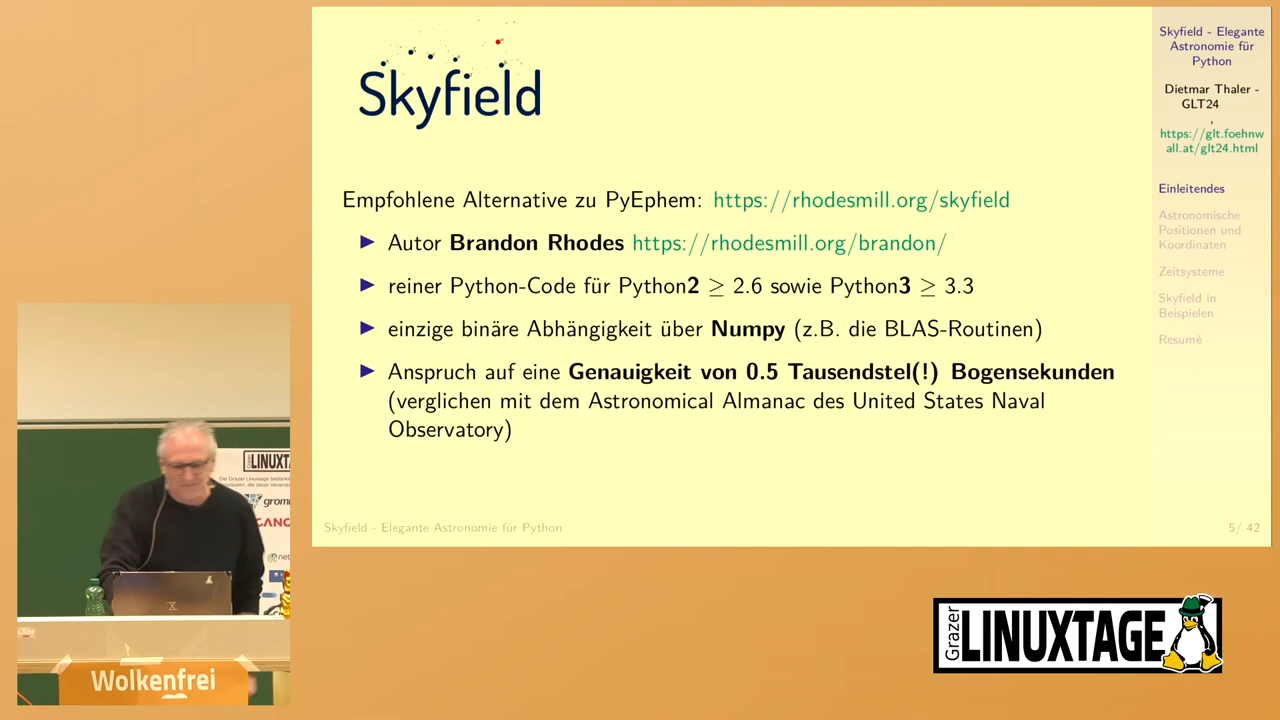 Skyfield
Empfohlene Alternative zu PyEphem: https://rhodesmill.org/skyfield
Autor Brandon Rhodes https://rhodesmill.org/brandon/
reiner Python-Code für Python2 ≥ 2.6 sowie Python3 ≥ 3.3
einzige binäre Abhängigkeit über Numpy (z.B. die BLAS-Routinen)
Anspruch auf eine Genauigkeit von 0.5 Tausendstel(!) Bogensekunden
(verglichen mit dem Astronomical Almanac des United States Naval
Observatory)
Skyfield - Elegante Astronomie für Python
5/ 42
Skyfield - Elegante
Astronomie für
Python
Dietmar Thaler -
GLT24
,
https://glt.foehnw
all.at/glt24.html
Einleitendes
Astronomische
Positionen und
Koordinaten
Zeitsysteme
Skyfield in
Beispielen
Resumé
LINUXTA
Wolkenfrei
Grazer
LINUXTAGE